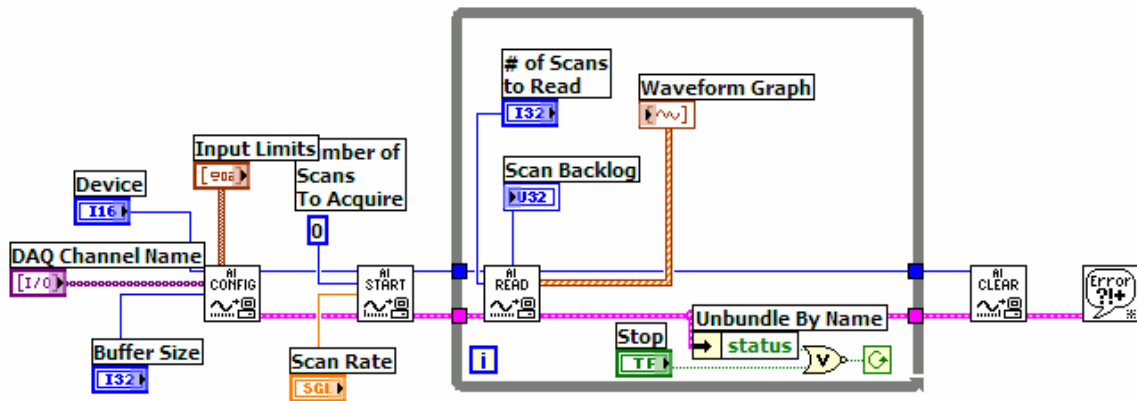 # of Scans
to Read
I32
Waveform Graph
Input Limits
mber of
Scans
To Acquire
Scan Backlog
U32
Device
I16
0
DAQ Channel Name
[I/O]
AI
CONFIG
AI
START
AI
READ
AI
CLEAR
Error
?!+
Buffer Size
I32
Scan Rate
SGL
i
Stop
TF
Unbundle By Name
status
V